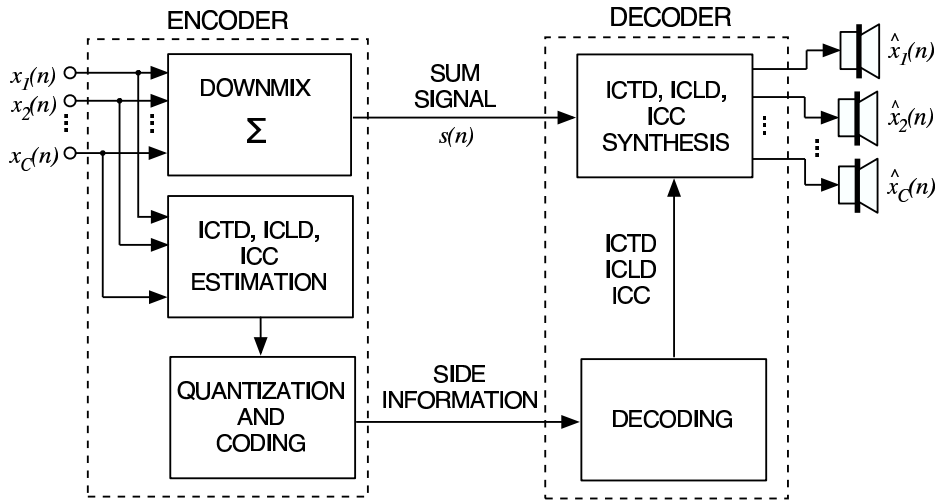 ENCODER
DECODER
x1(n)
x2(n)
xC(n)
DOWNMIX
Σ
SUM
SIGNAL
s(n)
ICTD, ICLD,
ICC
SYNTHESIS
x̂1(n)
x̂2(n)
x̂C(n)
ICTD, ICLD,
ICC
ESTIMATION
ICTD
ICLD
ICC
QUANTIZATION
AND
CODING
SIDE
INFORMATION
DECODING